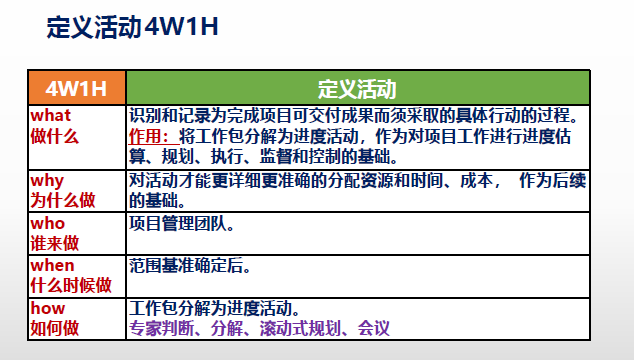 定义活动4W1H
4W1H 定义活动
what 识别和记录为完成项目可交付成果而须采取的具体行动的过程。
做什么 作用：将工作包分解为进度活动，作为对项目工作进行进度估
算、规划、执行、监督和控制的基础。
why 对活动才能更详细更准确的分配资源和时间、成本， 作为后续
为什么做 的基础。
who 项目管理团队。
谁来做
when 范围基准确定后。
什么时候做
how 工作包分解为进度活动。
如何做 专家判断、分解、滚动式规划、会议